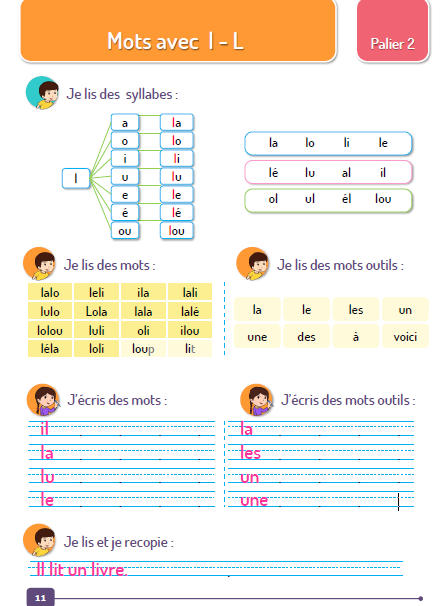 Mots avec l - L
Palier 2
Je lis des syllabes :
l
a la
o lo
i li
u lu
e le
é lé
ou lou
la lo li le
lé lu al il
ol ul él lou
Je lis des mots :
lalo leli ila lali
lulo Lola lala lalé
lolou luli oli ilou
léla loli loup lit
Je lis des mots outils :
la le les un
une des à voici
J'écris des mots :
il
la
lu
le
J'écris des mots outils :
la
les
un
une
Je lis et je recopie :
Il lit un livre.
11